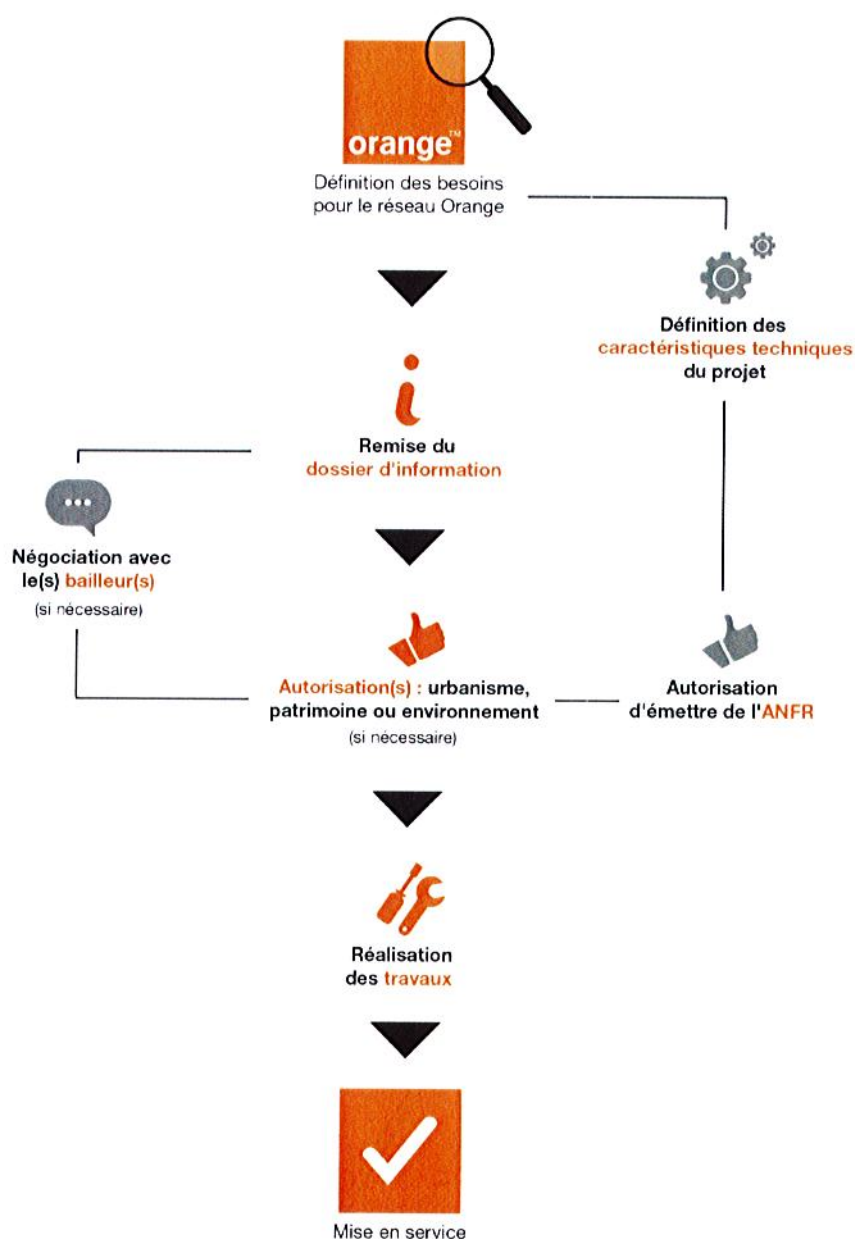 orange™
Définition des besoins
pour le réseau Orange
Définition des
caractéristiques techniques
du projet
Remise du
dossier d'information
Négociation avec
le(s) bailleur(s)
(si nécessaire)
Autorisation(s) : urbanisme,
patrimoine ou environnement
(si nécessaire)
Autorisation
d'émettre de l'ANFR
Réalisation
des travaux
Mise en service